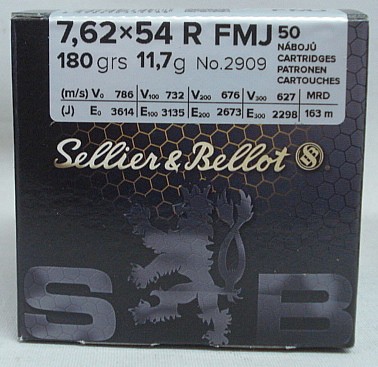 7,62×54 R FMJ 50
180 grs 11,7g No.2909
NÁBOJŮ
CARTRIDGES
PATRONEN
CARTOUCHES
(m/s) V₀ 786 V₁₀₀ 732 V₂₀₀ 676 V₃₀₀ 627 MRD
(J) E₀ 3614 E₁₀₀ 3135 E₂₀₀ 2673 E₃₀₀ 2298 163 m
Sellier & Bellot
S B